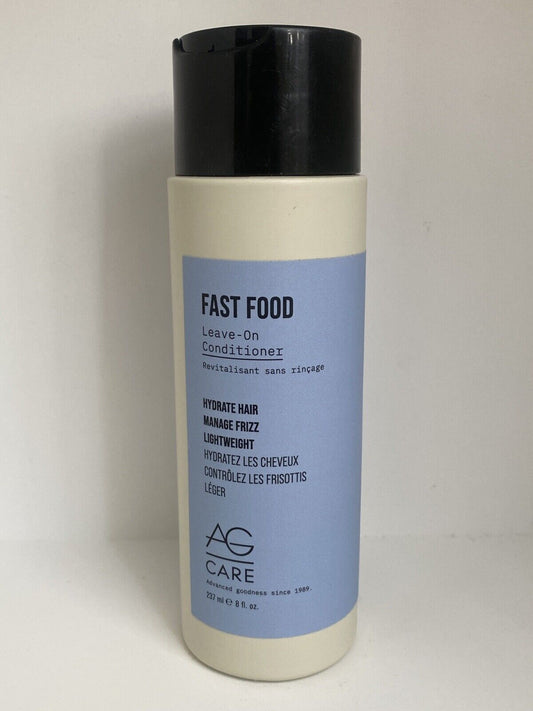 FAST FOOD
Leave-On
Conditioner
Revitalisant sans rinçage
HYDRATE HAIR
MANAGE FRIZZ
LIGHTWEIGHT
HYDRATEZ LES CHEVEUX
CONTRÔLEZ LES FRISOTTIS
LÉGER
AG
CARE
Advanced goodness since 1989.
237 ml ℮ 8 fl. oz.